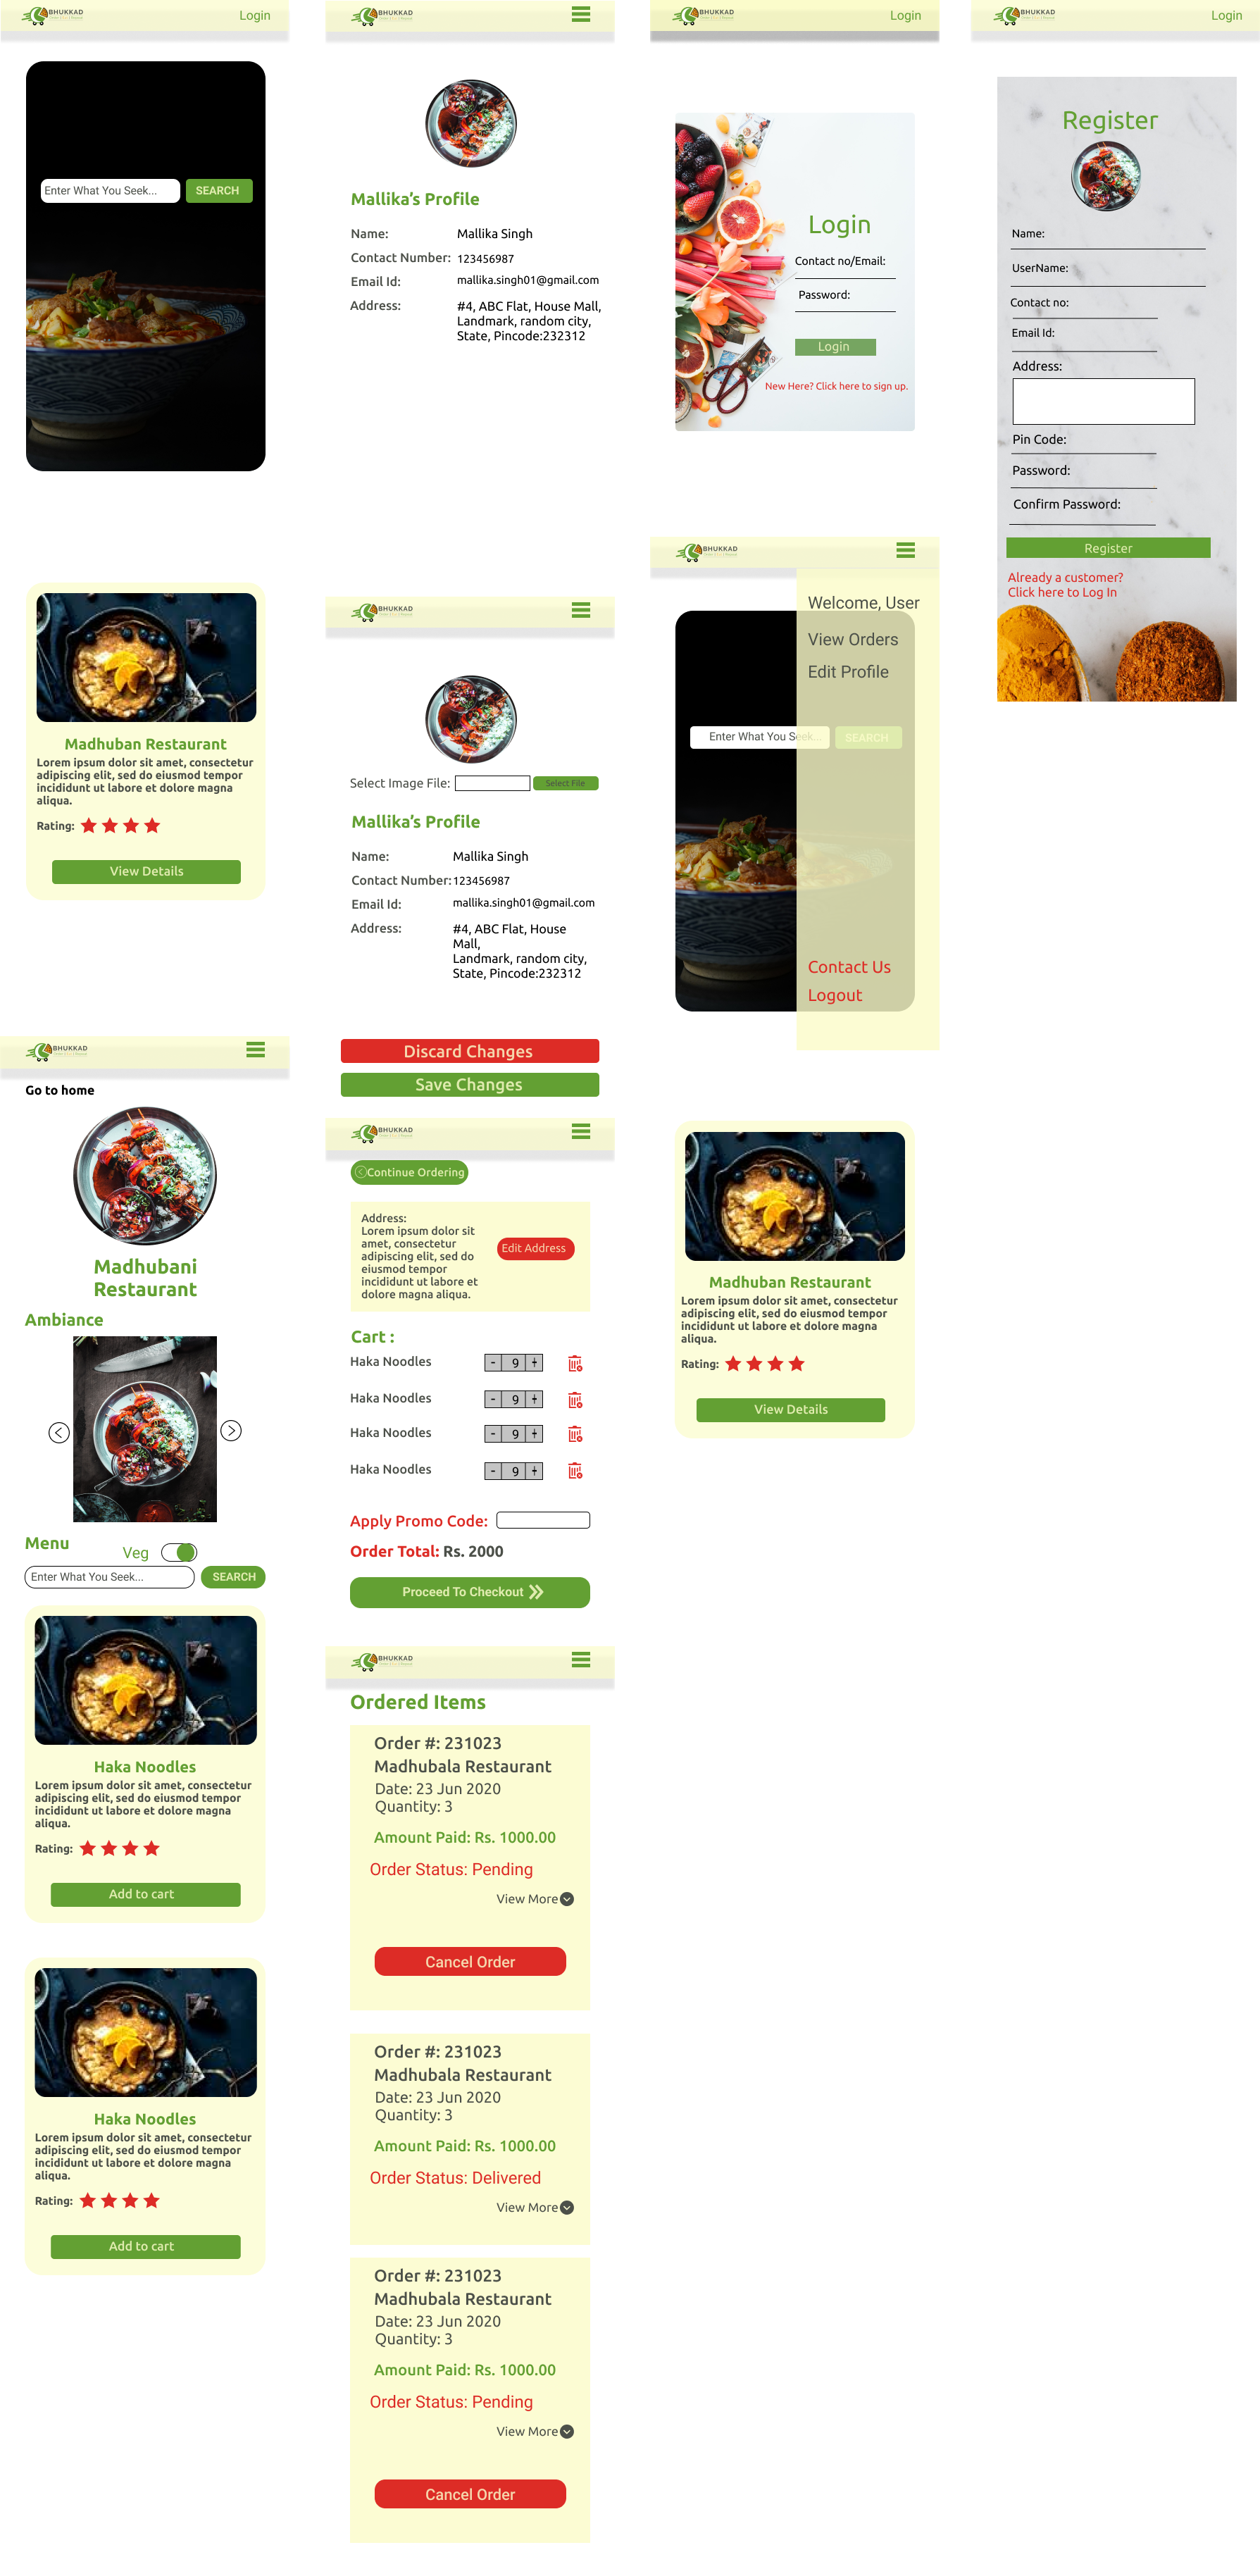 BHUKKAD
Login
Enter What You Seek...
SEARCH
Madhuban Restaurant
Lorem ipsum dolor sit amet, consectetur
adipiscing elit, sed do eiusmod tempor
incididunt ut labore et dolore magna
aliqua.
Rating:
View Details
BHUKKAD
Go to home
Madhubani
Restaurant
Ambiance
Menu
Veg
Enter What You Seek...
SEARCH
Haka Noodles
Lorem ipsum dolor sit amet, consectetur
adipiscing elit, sed do eiusmod tempor
incididunt ut labore et dolore magna
aliqua.
Rating:
Add to cart
Haka Noodles
Lorem ipsum dolor sit amet, consectetur
adipiscing elit, sed do eiusmod tempor
incididunt ut labore et dolore magna
aliqua.
Rating:
Add to cart
BHUKKAD
Mallika's Profile
Name: Mallika Singh
Contact Number: 123456987
Email Id: mallika.singh01@gmail.com
Address: #4, ABC Flat, House Mall,
Landmark, random city,
State, Pincode:232312
BHUKKAD
Select Image File: Select File
Mallika's Profile
Name: Mallika Singh
Contact Number: 123456987
Email Id: mallika.singh01@gmail.com
Address: #4, ABC Flat, House
Mall,
Landmark, random city,
State, Pincode:232312
Discard Changes
Save Changes
BHUKKAD
Continue Ordering
Address:
Lorem ipsum dolor sit
amet, consectetur
adipiscing elit, sed do
eiusmod tempor
incididunt ut labore et
dolore magna aliqua.
Edit Address
Cart :
Haka Noodles - 9 +
Haka Noodles - 9 +
Haka Noodles - 9 +
Haka Noodles - 9 +
Apply Promo Code:
Order Total: Rs. 2000
Proceed To Checkout
BHUKKAD
Ordered Items
Order #: 231023
Madhubala Restaurant
Date: 23 Jun 2020
Quantity: 3
Amount Paid: Rs. 1000.00
Order Status: Pending
View More
Cancel Order
Order #: 231023
Madhubala Restaurant
Date: 23 Jun 2020
Quantity: 3
Amount Paid: Rs. 1000.00
Order Status: Delivered
View More
Order #: 231023
Madhubala Restaurant
Date: 23 Jun 2020
Quantity: 3
Amount Paid: Rs. 1000.00
Order Status: Pending
View More
Cancel Order
BHUKKAD
Login
Login
Contact no/Email:
Password:
Login
New Here? Click here to sign up.
BHUKKAD
Welcome, User
View Orders
Edit Profile
Enter What You Seek...
SEARCH
Contact Us
Logout
Madhuban Restaurant
Lorem ipsum dolor sit amet, consectetur
adipiscing elit, sed do eiusmod tempor
incididunt ut labore et dolore magna
aliqua.
Rating:
View Details
BHUKKAD
Login
Register
Name:
UserName:
Contact no:
Email Id:
Address:
Pin Code:
Password:
Confirm Password:
Register
Already a customer?
Click here to Log In